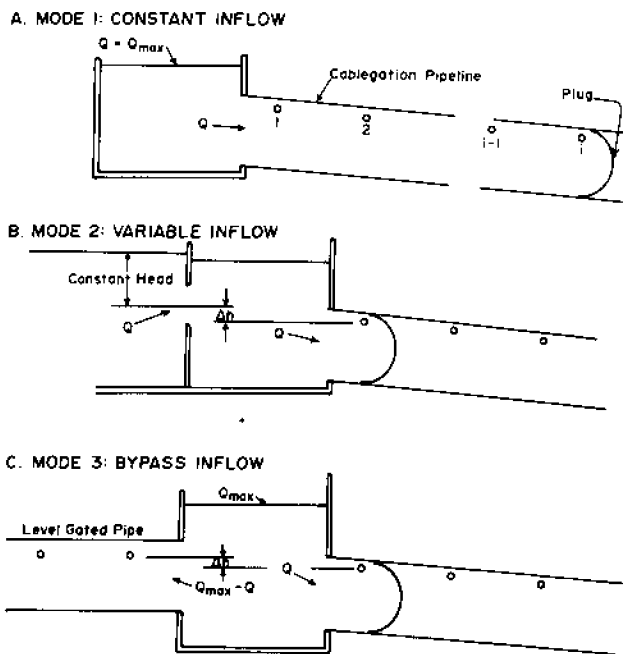 A. MODE 1: CONSTANT INFLOW
Q = Qmax
Cablegation Pipeline
Plug
Q
1
2
i-1
i
B. MODE 2: VARIABLE INFLOW
Constant Head
Δh
Q
Q
C. MODE 3: BYPASS INFLOW
Qmax
Level Gated Pipe
Δh
Q
Qmax - Q